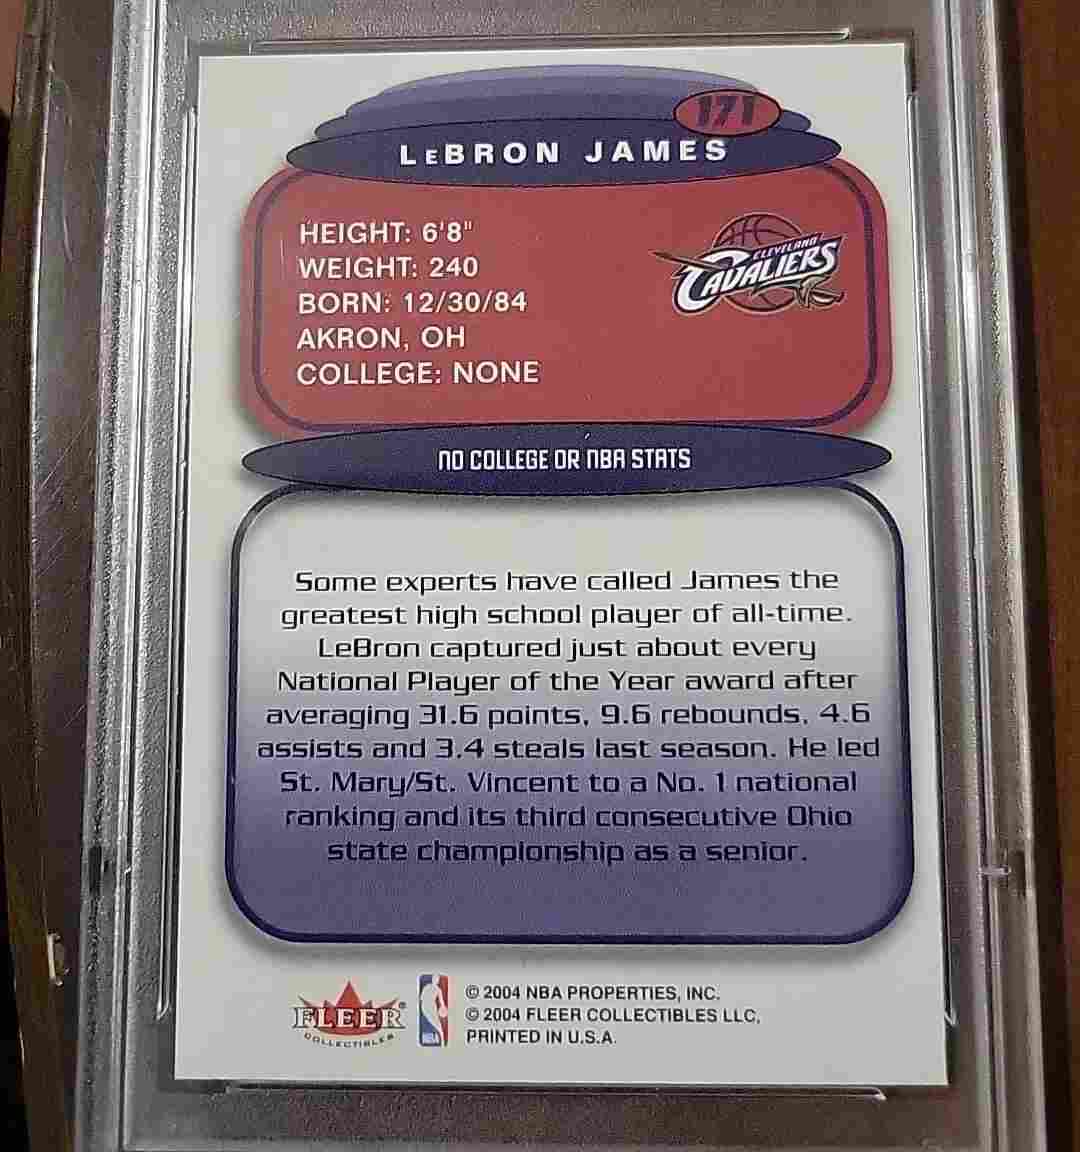 171
LEBRON JAMES
HEIGHT: 6'8"
WEIGHT: 240
BORN: 12/30/84
AKRON, OH
COLLEGE: NONE
CLEVELAND
CAVALIERS
NO COLLEGE OR NBA STATS
Some experts have called James the
greatest high school player of all-time.
LeBron captured just about every
National Player of the Year award after
averaging 31.6 points, 9.6 rebounds, 4.6
assists and 3.4 steals last season. He led
St. Mary/St. Vincent to a No. 1 national
ranking and its third consecutive Ohio
state championship as a senior.
FLEER®
COLLECTIBLES
NBA
© 2004 NBA PROPERTIES, INC.
© 2004 FLEER COLLECTIBLES LLC,
PRINTED IN U.S.A.